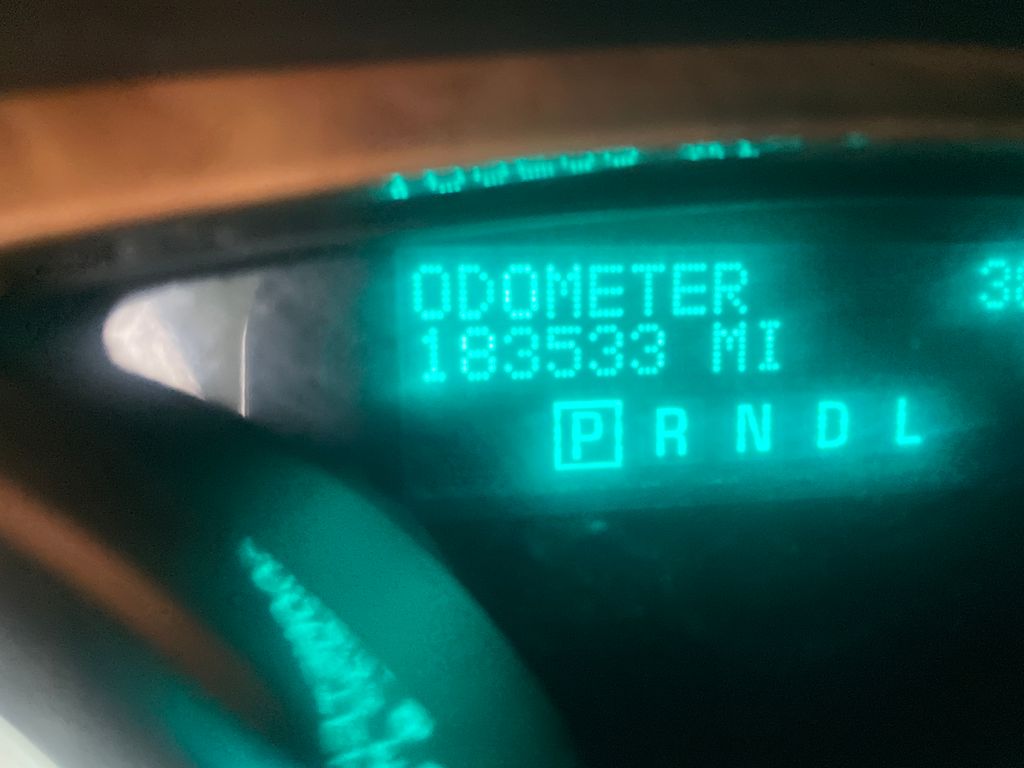 ODOMETER
183533 MI
P R N D L